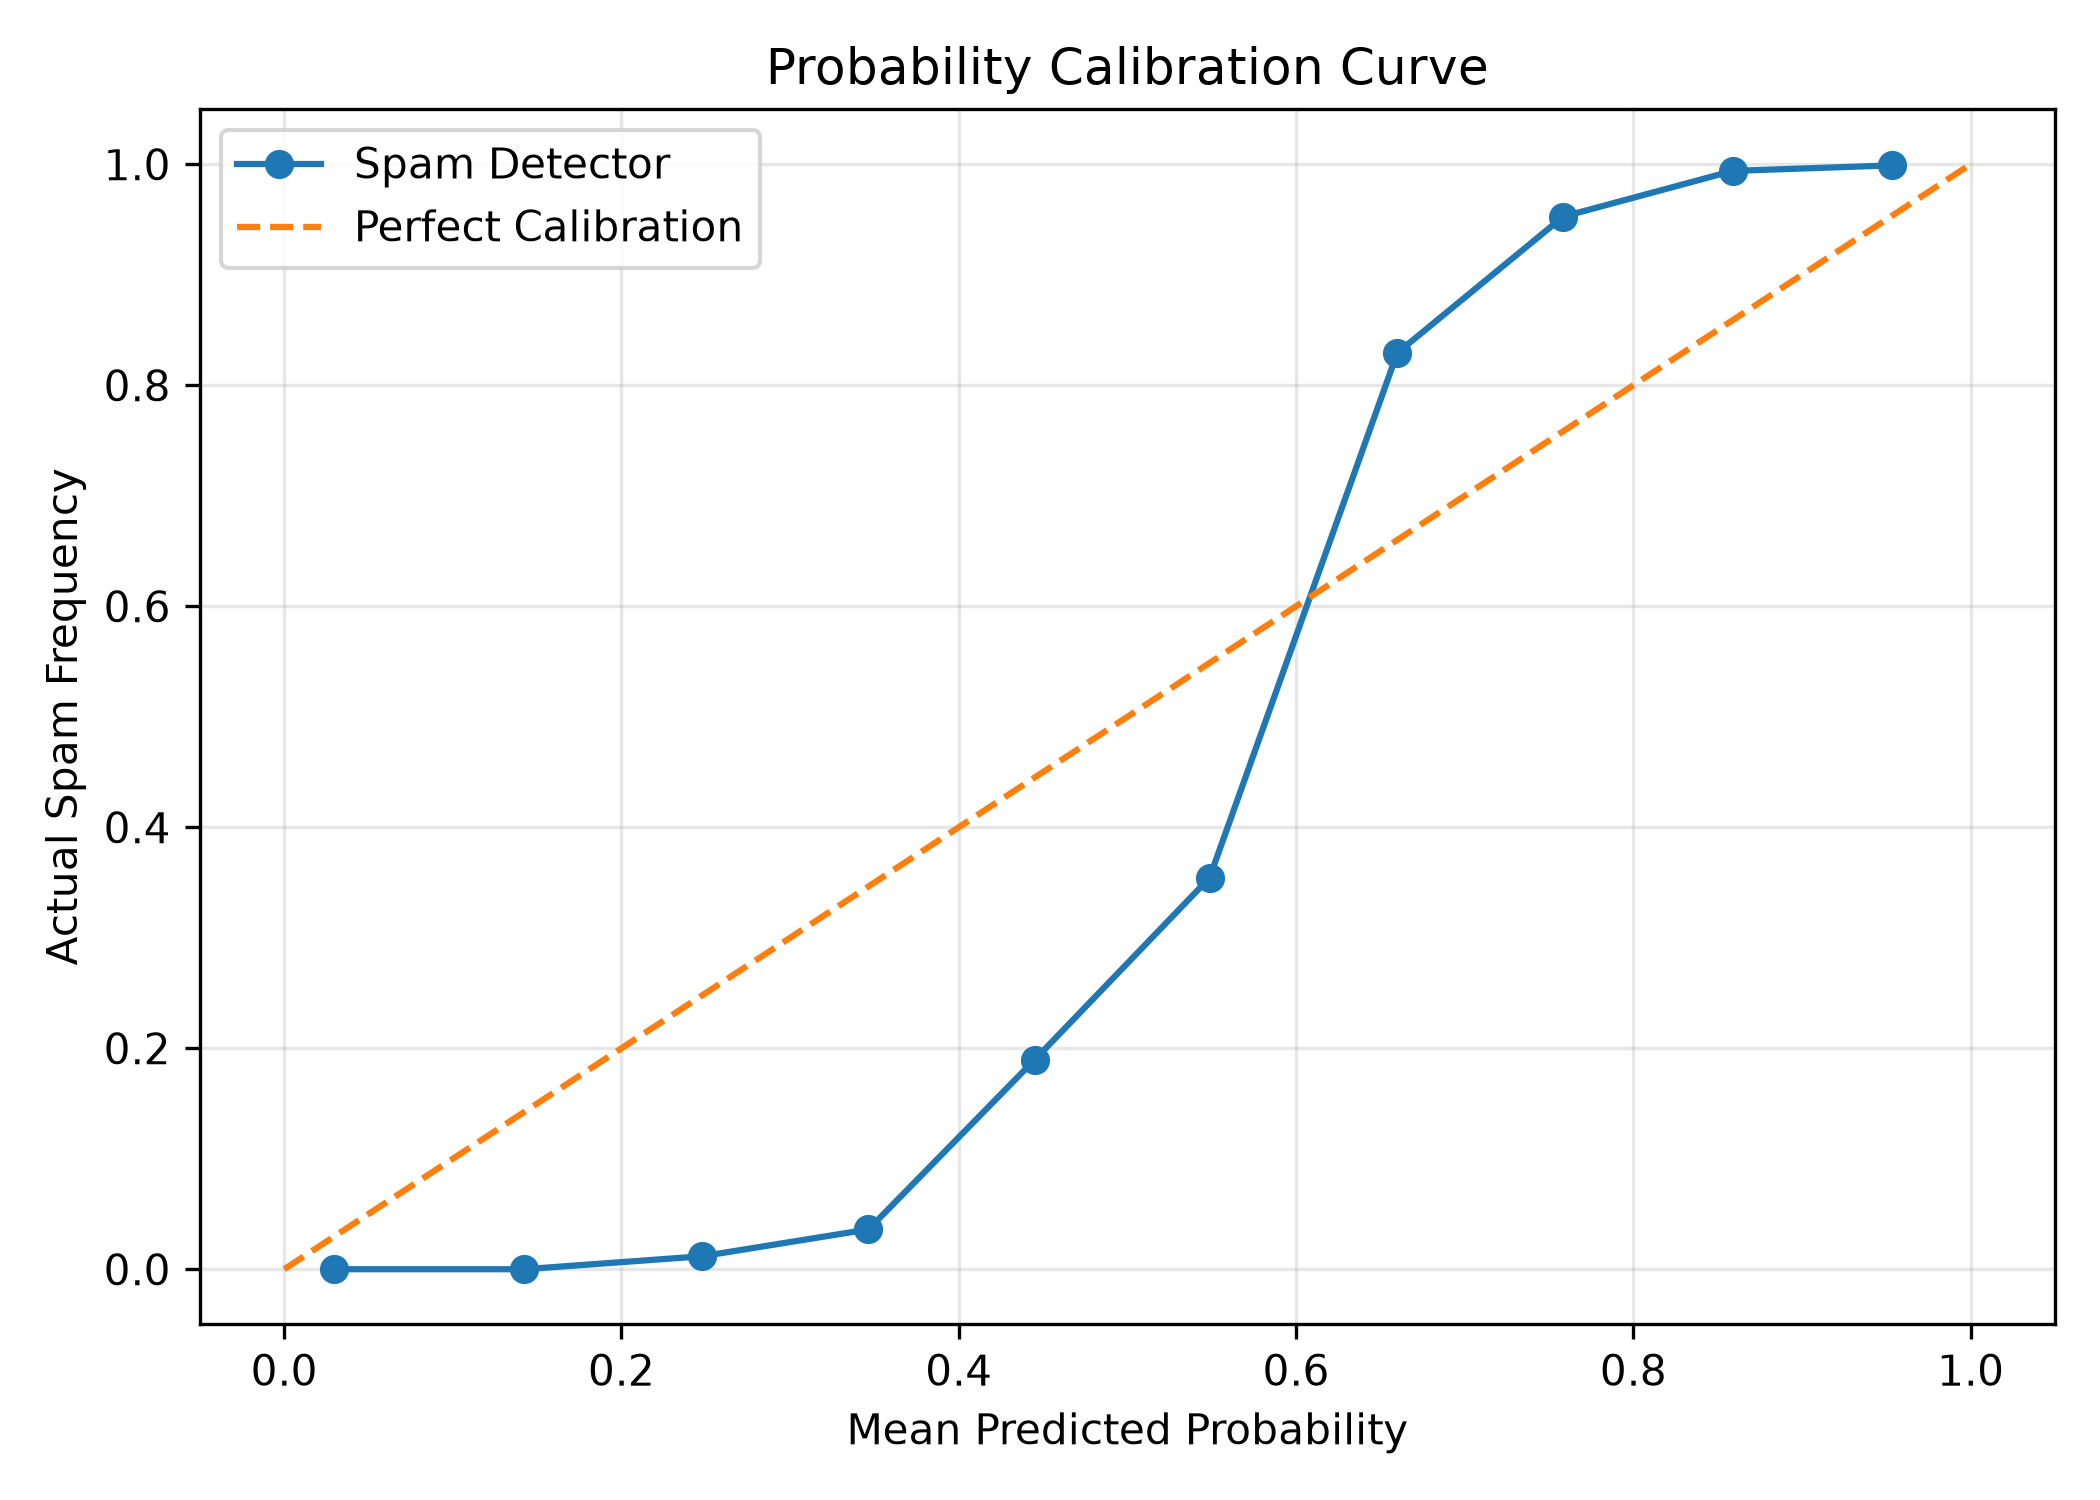 Probability Calibration Curve
Spam Detector
Perfect Calibration
Actual Spam Frequency
1.0
0.8
0.6
0.4
0.2
0.0
0.0 0.2 0.4 0.6 0.8 1.0
Mean Predicted Probability